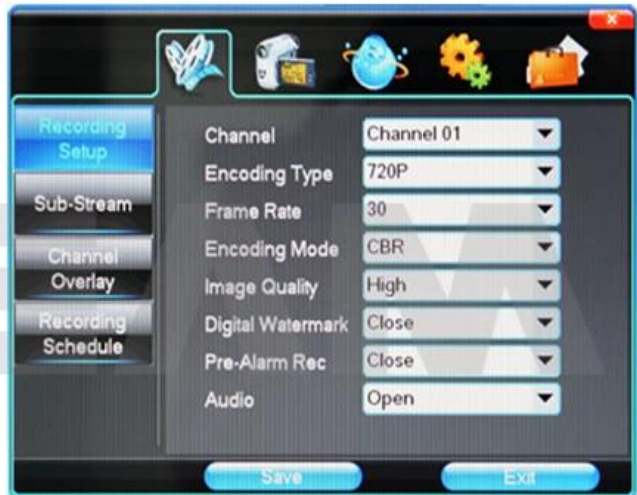 Recording
Setup
Sub-Stream
Channel
Overlay
Recording
Schedule
Channel
Channel 01
Encoding Type
720P
Frame Rate
30
Encoding Mode
CBR
Image Quality
High
Digital Watermark
Close
Pre-Alarm Rec
Close
Audio
Open
Save
Exit